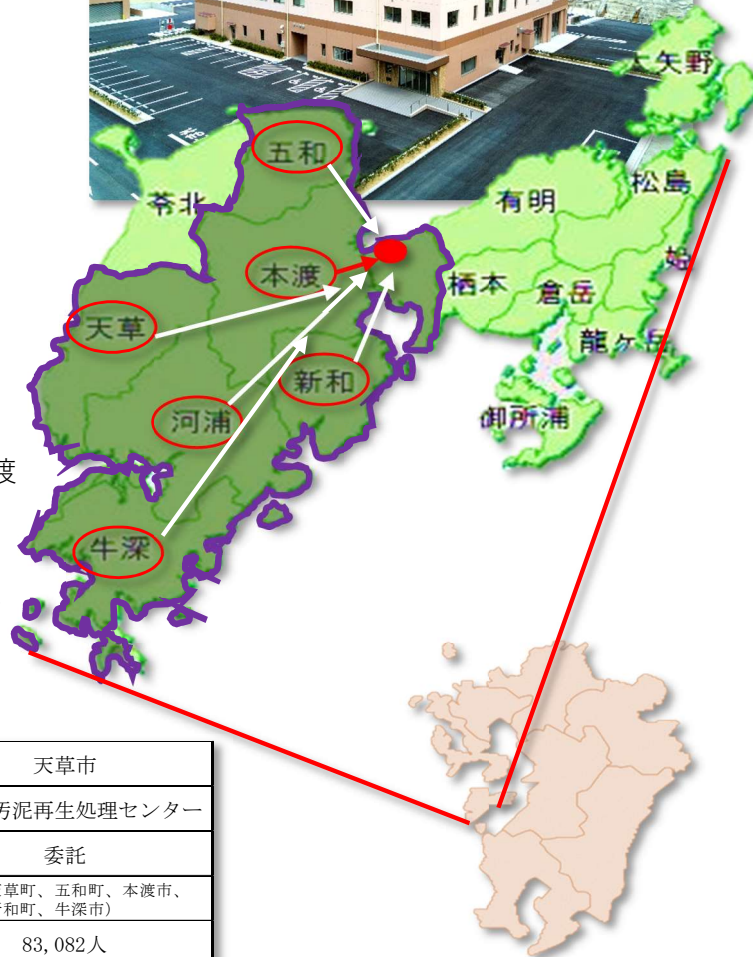 大矢野
五和
松島
苓北
有明
姫
本渡
栖本
倉岳
天草
龍ヶ岳
新和
河浦
御所浦
度
牛深
天草市
汚泥再生処理センター
委託
草町、五和町、本渡市、
和町、牛深市）
83,082人